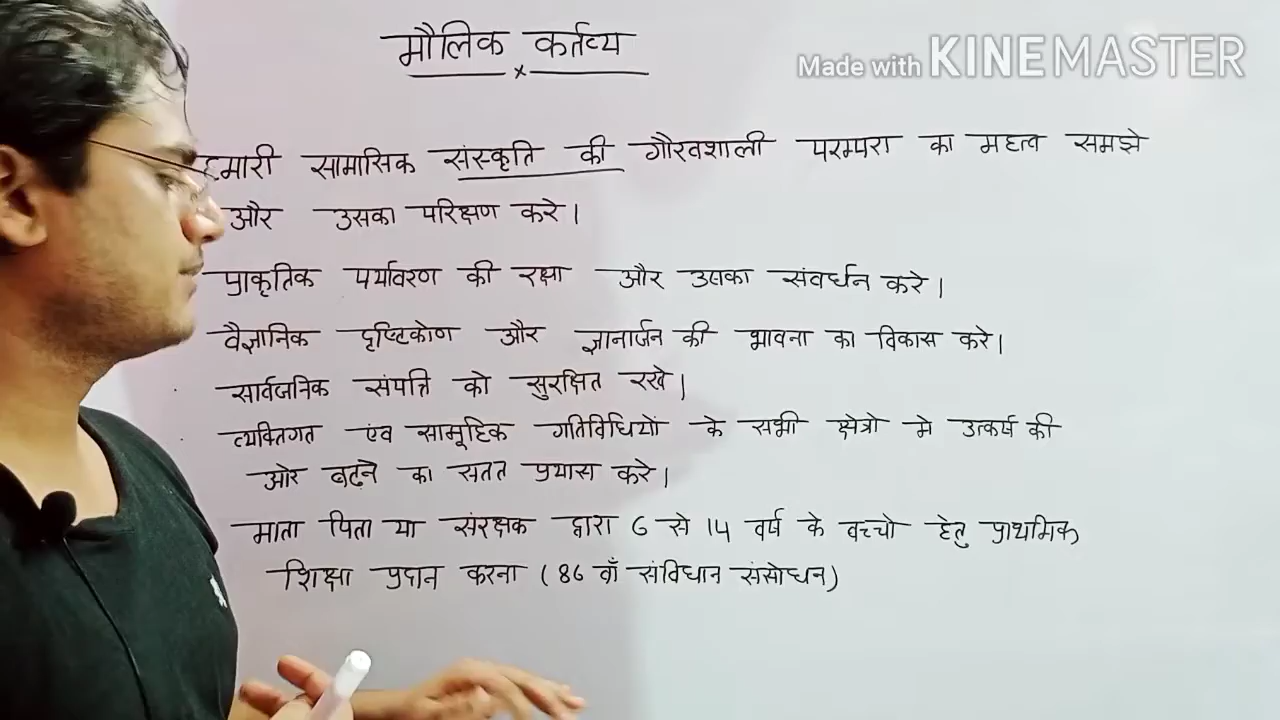 मौलिक कर्तव्य
Made with KINEMASTER
हमारी सामासिक संस्कृति की गौरवशाली परम्परा का महत्व समझे
और उसका परिक्षण करे।
प्राकृतिक पर्यावरण की रक्षा और उसका संवर्धन करे।
वैज्ञानिक दृष्टिकोण और ज्ञानार्जन की भावना का विकास करे।
सार्वजनिक संपत्ति को सुरक्षित रखे।
व्यक्तिगत एंव सामूहिक गतिविधियों के सभी क्षेत्रो मे उत्कर्ष की
ओर बढ़ने का सतत प्रयास करे।
माता पिता या संरक्षक द्वारा 6 से 14 वर्ष के बच्चो हेतु प्राथमिक
शिक्षा प्रदान करना (86 वाँ संविधान संसोधन)